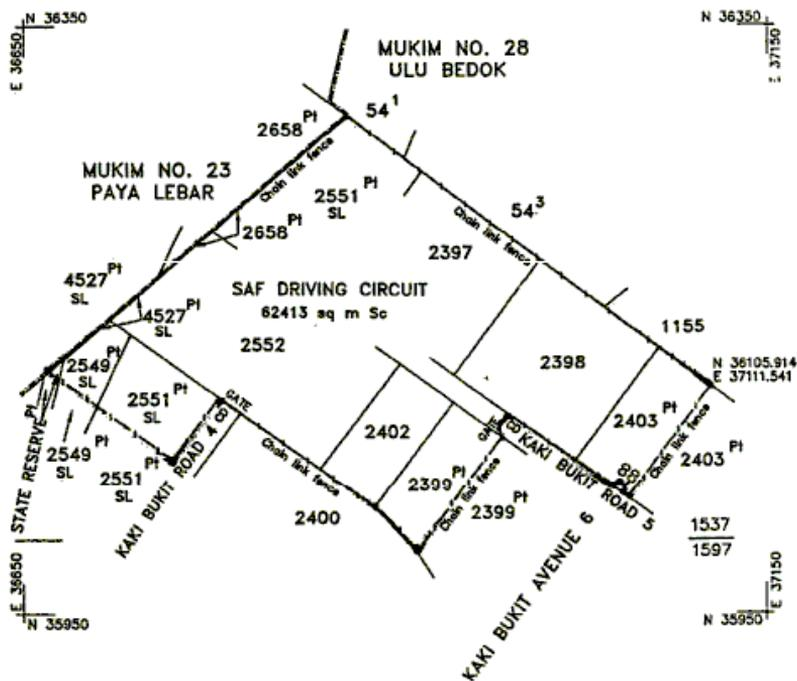 N 36350
E 36650
N 36350
E 37150
MUKIM NO. 28
ULU BEDOK
54¹
2658 Pt
Chain link fence
MUKIM NO. 23
PAYA LEBAR
2551 Pt
SL
54³
2658 Pt
Chain link fence
2397
4527 Pt
SL
SAF DRIVING CIRCUIT
62413 sq m Sc
4527 Pt
SL
2552
1155
N 36105.914
E 37111.541
2398
2549 Pt
SL
2551 Pt
SL
GATE
CD
2403 Pt
Chain link fence
2403 Pt
Pt
2549 Pt
SL
2402
GATE
CD
KAKI BUKIT ROAD 5
88
STATE RESERVE
2551 Pt
SL
KAKI BUKIT ROAD 4
Chain link fence
2399 Pt
Chain link fence
2399 Pt
2400
1537
1597
KAKI BUKIT AVENUE 6
E 36650
N 35950
E 37150
N 35950